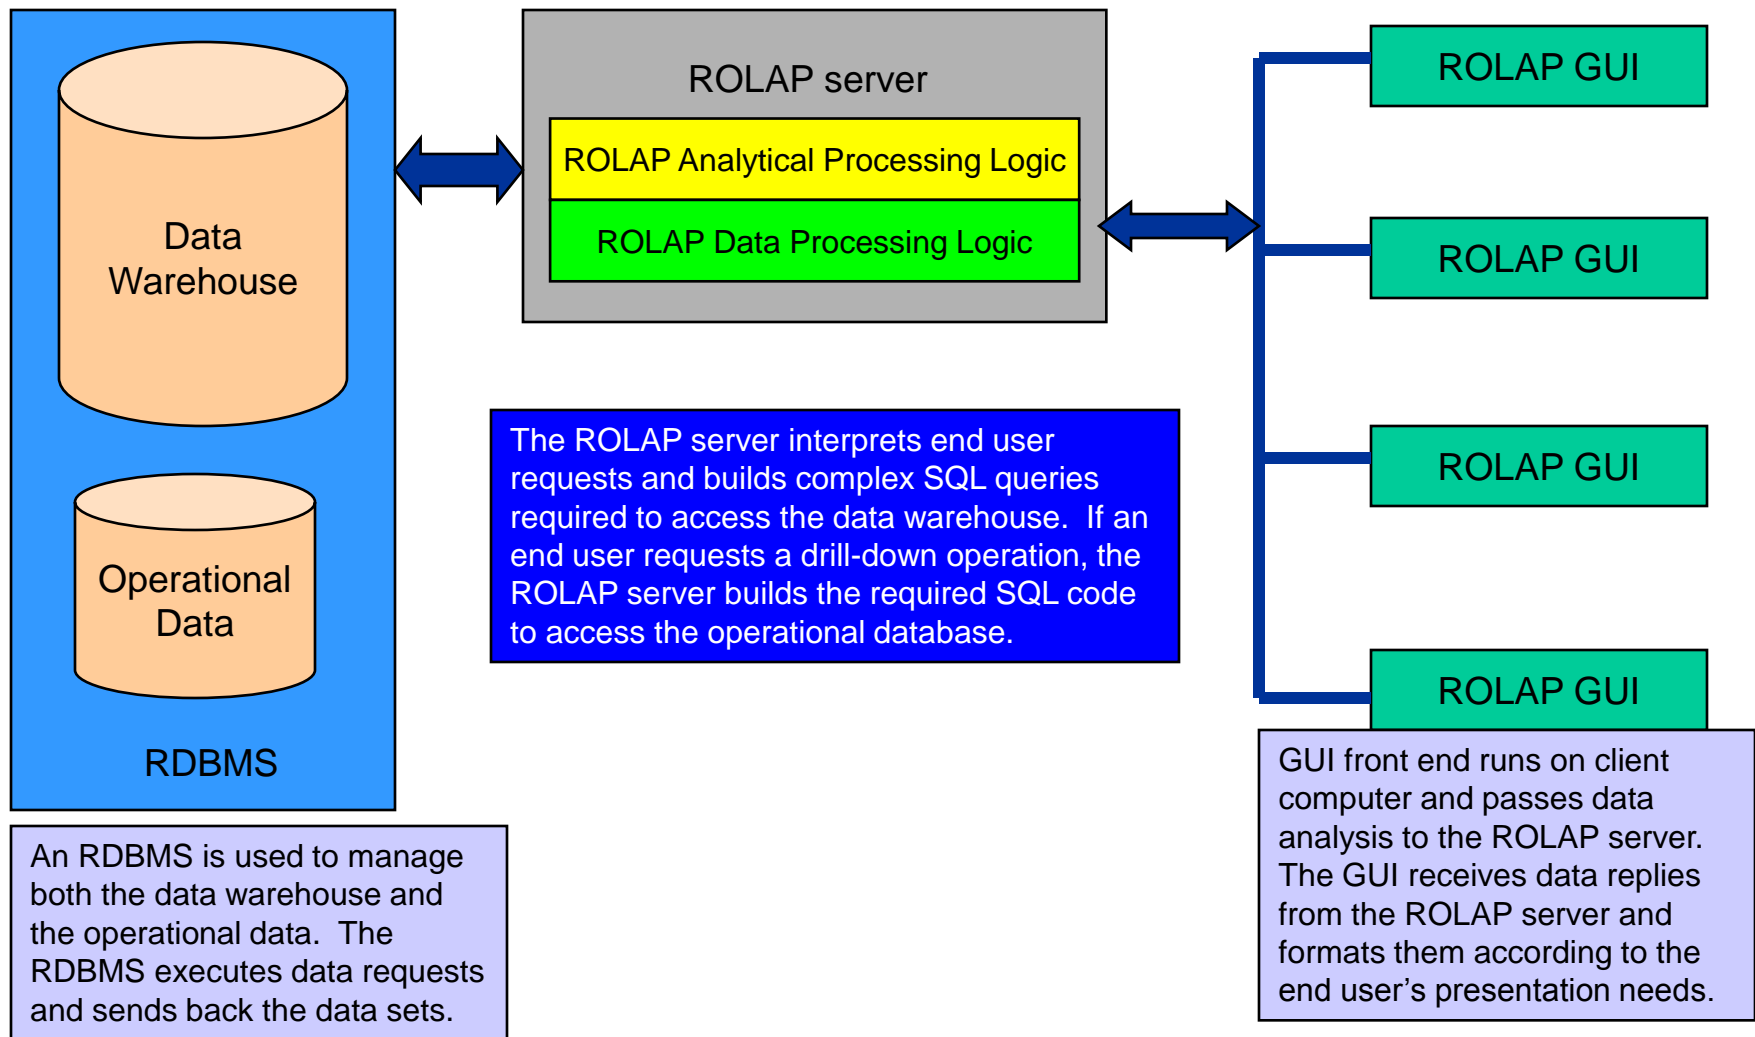 Data
Warehouse
Operational
Data
RDBMS
An RDBMS is used to manage
both the data warehouse and
the operational data.  The
RDBMS executes data requests
and sends back the data sets.
ROLAP server
ROLAP Analytical Processing Logic
ROLAP Data Processing Logic
The ROLAP server interprets end user
requests and builds complex SQL queries
required to access the data warehouse.  If an
end user requests a drill-down operation, the
ROLAP server builds the required SQL code
to access the operational database.
ROLAP GUI
ROLAP GUI
ROLAP GUI
ROLAP GUI
GUI front end runs on client
computer and passes data
analysis to the ROLAP server.
The GUI receives data replies
from the ROLAP server and
formats them according to the
end user’s presentation needs.